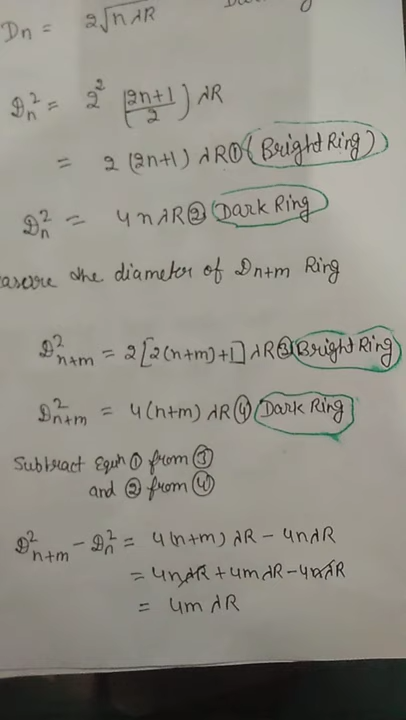 Dn = 2√nλR
Dn² = 2² (2n+1/2) λR
= 2 (2n+1) λR ① (Bright Ring)
Dn² = 4nλR ② Dark Ring
the diameter of Dn+m Ring
D²n+m = 2[2(n+m)+1] λR ③ Bright Ring
D²n+m = 4(n+m) λR ④ Dark Ring
Subtract Equn ① from ③
and ② from ④
D²n+m - Dn² = 4(n+m) λR - 4nλR
= 4nλR + 4mλR - 4nλR
= 4mλR